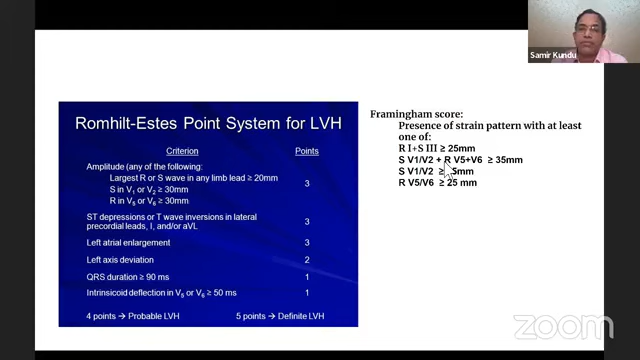 Samir Kundu
Romhilt-Estes Point System for LVH
Criterion Points
Amplitude (any of the following:
Largest R or S wave in any limb lead ≥ 20mm
S in V1 or V2 ≥ 30mm 3
R in V5 or V6 ≥ 30mm
ST depressions or T wave inversions in lateral 3
precordial leads, I, and/or aVL
Left atrial enlargement 3
Left axis deviation 2
QRS duration ≥ 90 ms 1
Intrinsicoid deflection in V5 or V6 ≥ 50 ms 1
4 points → Probable LVH 5 points → Definite LVH
Framingham score:
Presence of strain pattern with at least
one of:
R I+S III ≥ 25mm
S V1/V2 + R V5+V6 ≥ 35mm
S V1/V2 ≥
R V5/V6 ≥ 25 mm
zoom